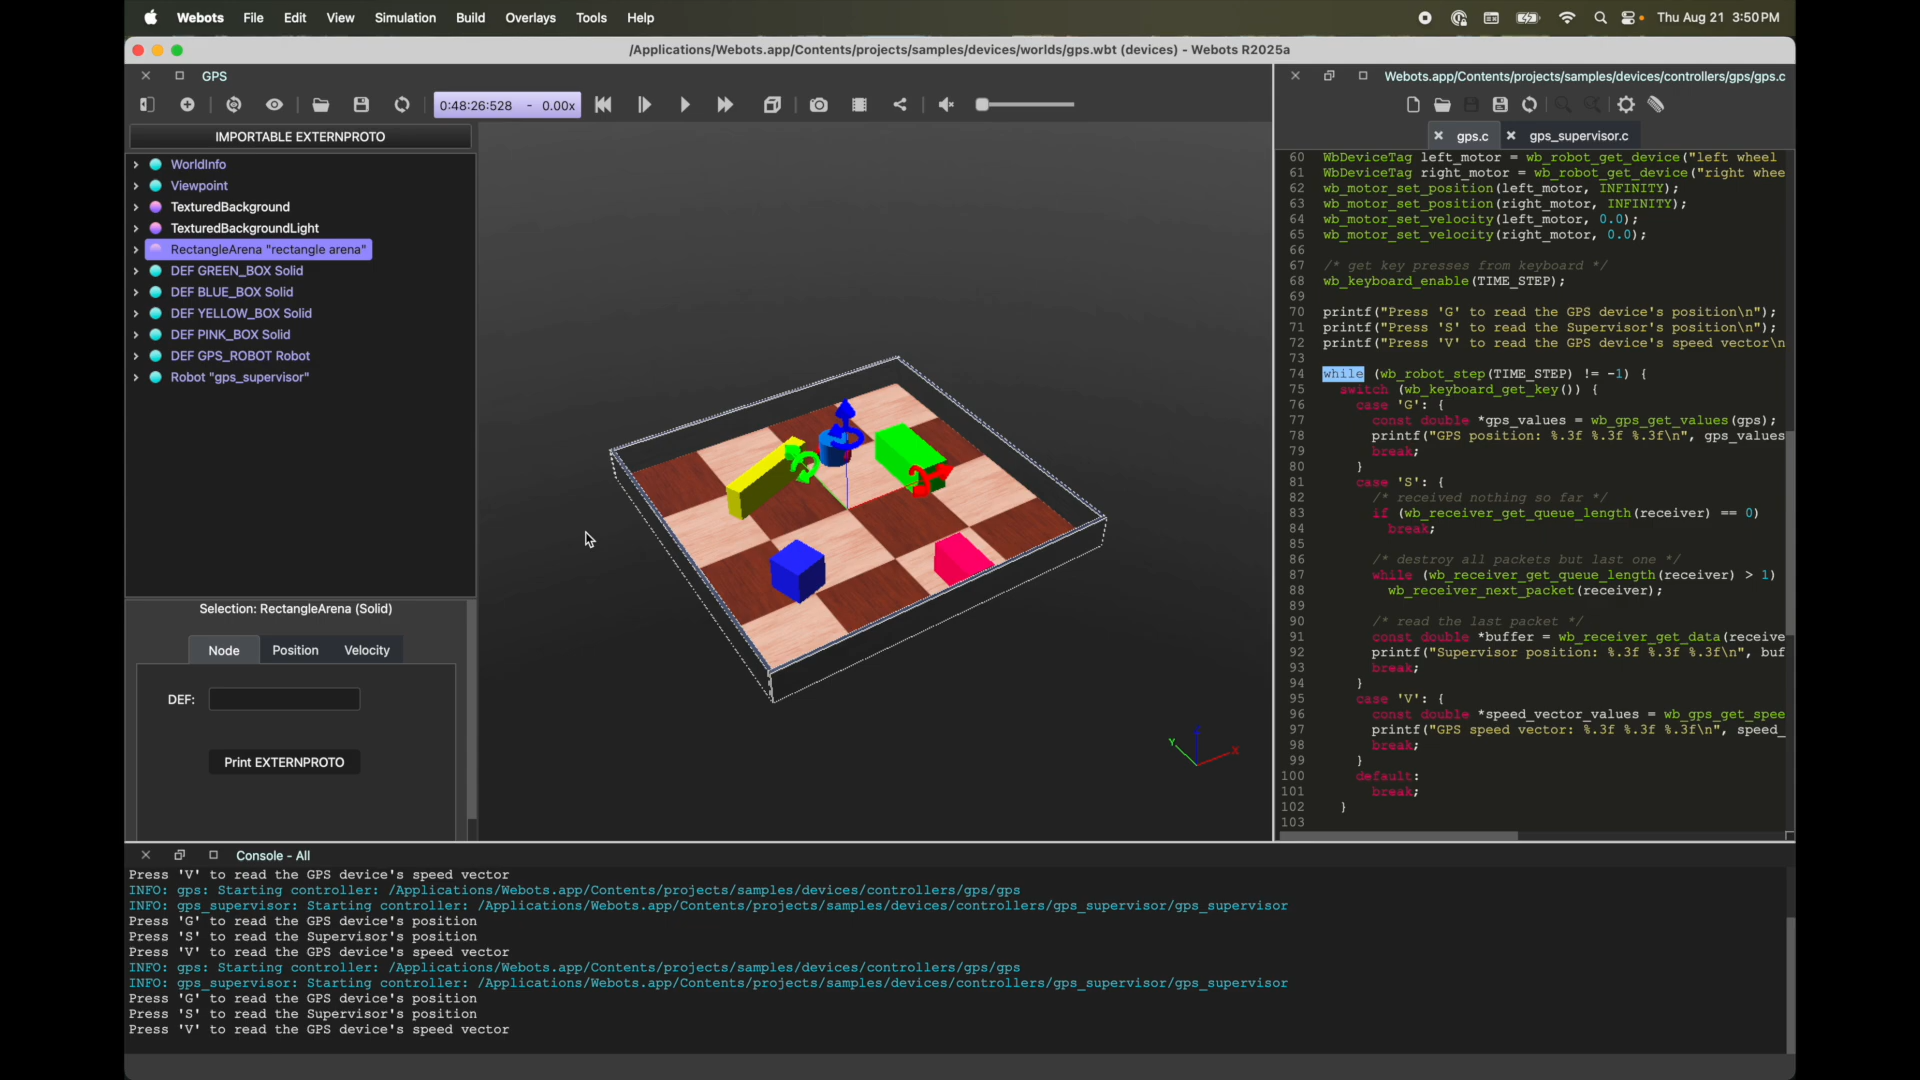 Webots File Edit View Simulation Build Overlays Tools Help Thu Aug 21 3:50 PM
/Applications/Webots.app/Contents/projects/samples/devices/worlds/gps.wbt (devices) - Webots R2025a
GPS
0:48:26:528 - 0.00x
IMPORTABLE EXTERNPROTO
WorldInfo
Viewpoint
TexturedBackground
TexturedBackgroundLight
RectangleArena "rectangle arena"
DEF GREEN_BOX Solid
DEF BLUE_BOX Solid
DEF YELLOW_BOX Solid
DEF PINK_BOX Solid
DEF GPS_ROBOT Robot
Robot "gps_supervisor"
Selection: RectangleArena (Solid)
Node Position Velocity
DEF:
Print EXTERNPROTO
Y X
Webots.app/Contents/projects/samples/devices/controllers/gps/gps.c
gps.c gps_supervisor.c
60 WbDeviceTag left_motor = wb_robot_get_device("left wheel
61 WbDeviceTag right_motor = wb_robot_get_device("right whee
62 wb_motor_set_position(left_motor, INFINITY);
63 wb_motor_set_position(right_motor, INFINITY);
64 wb_motor_set_velocity(left_motor, 0.0);
65 wb_motor_set_velocity(right_motor, 0.0);
66
67 /* get key presses from keyboard */
68 wb_keyboard_enable(TIME_STEP);
69
70 printf("Press 'G' to read the GPS device's position\n");
71 printf("Press 'S' to read the Supervisor's position\n");
72 printf("Press 'V' to read the GPS device's speed vector\n
73
74 while (wb_robot_step(TIME_STEP) != -1) {
75 switch (wb_keyboard_get_key()) {
76 case 'G': {
77 const double *gps_values = wb_gps_get_values(gps);
78 printf("GPS position: %.3f %.3f %.3f\n", gps_values
79 break;
80 }
81 case 'S': {
82 /* received nothing so far */
83 if (wb_receiver_get_queue_length(receiver) == 0)
84 break;
85
86 /* destroy all packets but last one */
87 while (wb_receiver_get_queue_length(receiver) > 1)
88 wb_receiver_next_packet(receiver);
89
90 /* read the last packet */
91 const double *buffer = wb_receiver_get_data(receive
92 printf("Supervisor position: %.3f %.3f %.3f\n", buf
93 break;
94 }
95 case 'V': {
96 const double *speed_vector_values = wb_gps_get_spee
97 printf("GPS speed vector: %.3f %.3f %.3f\n", speed_
98 break;
99 }
100 default:
101 break;
102 }
103
Console - All
Press 'V' to read the GPS device's speed vector
INFO: gps: Starting controller: /Applications/Webots.app/Contents/projects/samples/devices/controllers/gps/gps
INFO: gps_supervisor: Starting controller: /Applications/Webots.app/Contents/projects/samples/devices/controllers/gps_supervisor/gps_supervisor
Press 'G' to read the GPS device's position
Press 'S' to read the Supervisor's position
Press 'V' to read the GPS device's speed vector
INFO: gps: Starting controller: /Applications/Webots.app/Contents/projects/samples/devices/controllers/gps/gps
INFO: gps_supervisor: Starting controller: /Applications/Webots.app/Contents/projects/samples/devices/controllers/gps_supervisor/gps_supervisor
Press 'G' to read the GPS device's position
Press 'S' to read the Supervisor's position
Press 'V' to read the GPS device's speed vector